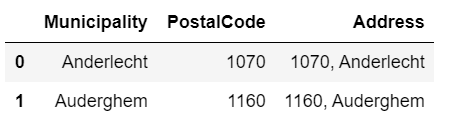 Municipality PostalCode Address
0 Anderlecht 1070 1070, Anderlecht
1 Auderghem 1160 1160, Auderghem